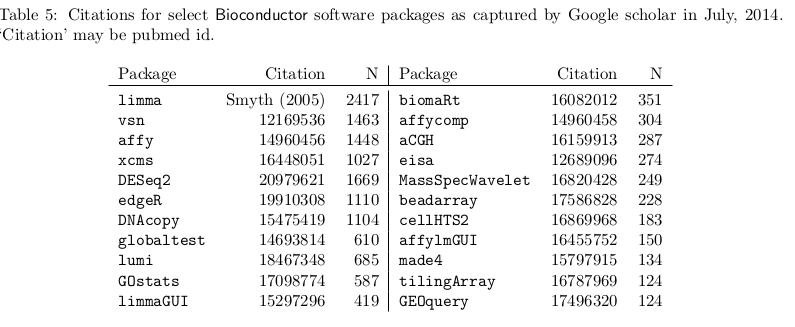 Table 5: Citations for select Bioconductor software packages as captured by Google scholar in July, 2014.
'Citation' may be pubmed id.
Package Citation N Package Citation N
limma Smyth (2005) 2417 biomaRt 16082012 351
vsn 12169536 1463 affycomp 14960458 304
affy 14960456 1448 aCGH 16159913 287
xcms 16448051 1027 eisa 12689096 274
DESeq2 20979621 1669 MassSpecWavelet 16820428 249
edgeR 19910308 1110 beadarray 17586828 228
DNAcopy 15475419 1104 cellHTS2 16869968 183
globaltest 14693814 610 affylmGUI 16455752 150
lumi 18467348 685 made4 15797915 134
GOstats 17098774 587 tilingArray 16787969 124
limmaGUI 15297296 419 GEOquery 17496320 124